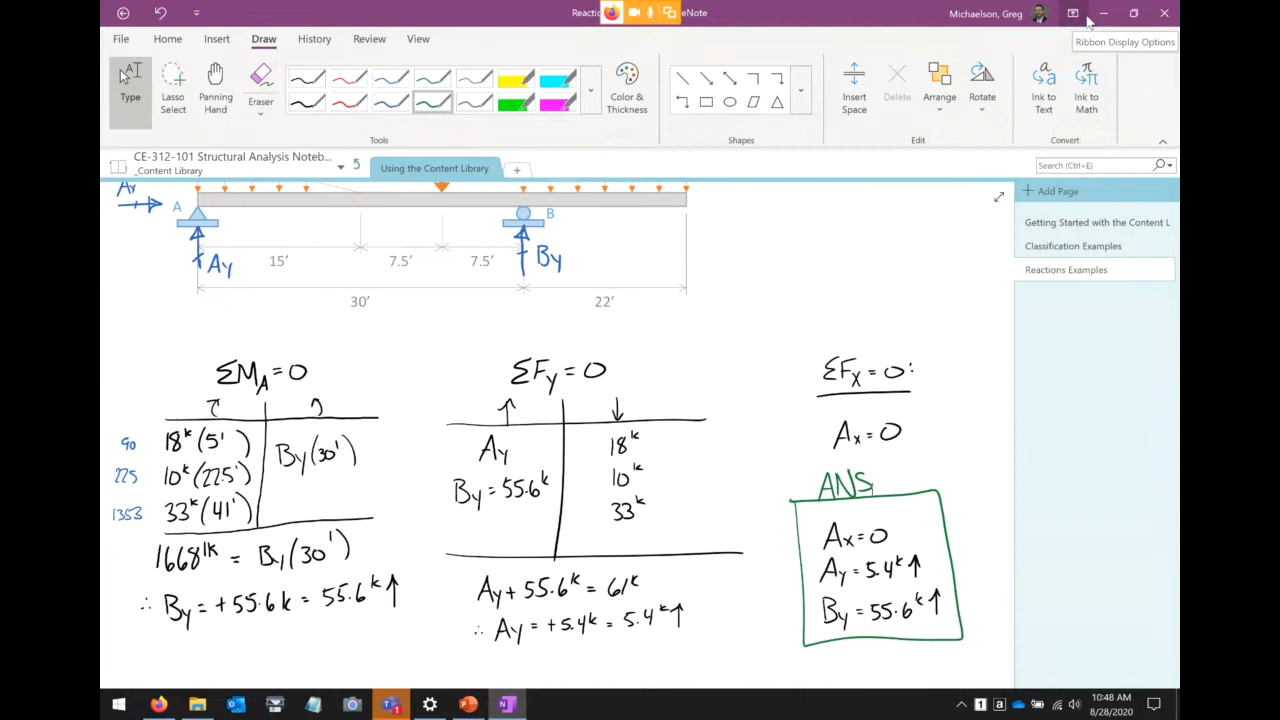 Reactio
eNote
Michaelson, Greg
File
Home
Insert
Draw
History
Review
View
Ribbon Display Options
Type
Lasso
Select
Panning
Hand
Eraser
Color &
Thickness
Insert
Space
Delete
Arrange
Rotate
Ink to
Text
Ink to
Math
Tools
Shapes
Edit
Convert
CE-312-101 Structural Analysis Noteb...
_Content Library
Using the Content Library
Search (Ctrl+E)
Add Page
Getting Started with the Content L
Classification Examples
Reactions Examples
A
B
Ay
By
15'
7.5'
7.5'
30'
22'
ΣM_A = 0
90 18ᵏ(5')
225 10ᵏ(22.5')
1353 33ᵏ(41')
By(30')
1668¹ᵏ = By(30')
∴ By = +55.6k = 55.6ᵏ↑
ΣFy = 0
↑ ↓
Ay 18ᵏ
By = 55.6ᵏ 10ᵏ
33ᵏ
Ay + 55.6ᵏ = 61ᵏ
∴ Ay = +5.4k = 5.4ᵏ↑
ΣFx = 0:
Ax = 0
ANS
Ax = 0
Ay = 5.4ᵏ↑
By = 55.6ᵏ↑
10:48 AM
8/28/2020